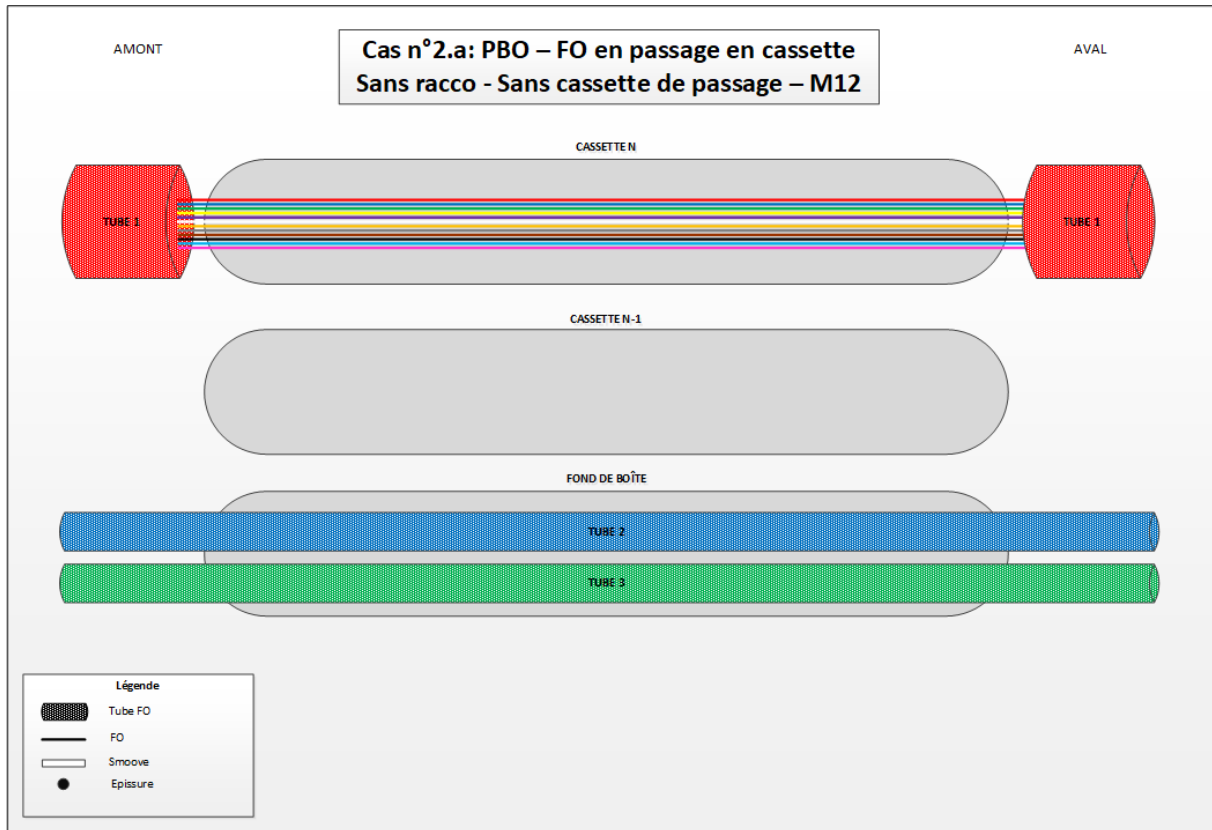 AMONT
Cas n°2.a: PBO – FO en passage en cassette
Sans racco - Sans cassette de passage – M12
AVAL
CASSETTE N
TUBE 1
TUBE 1
CASSETTE N-1
FOND DE BOÎTE
TUBE 2
TUBE 3
Légende
Tube FO
FO
Smoove
Epissure